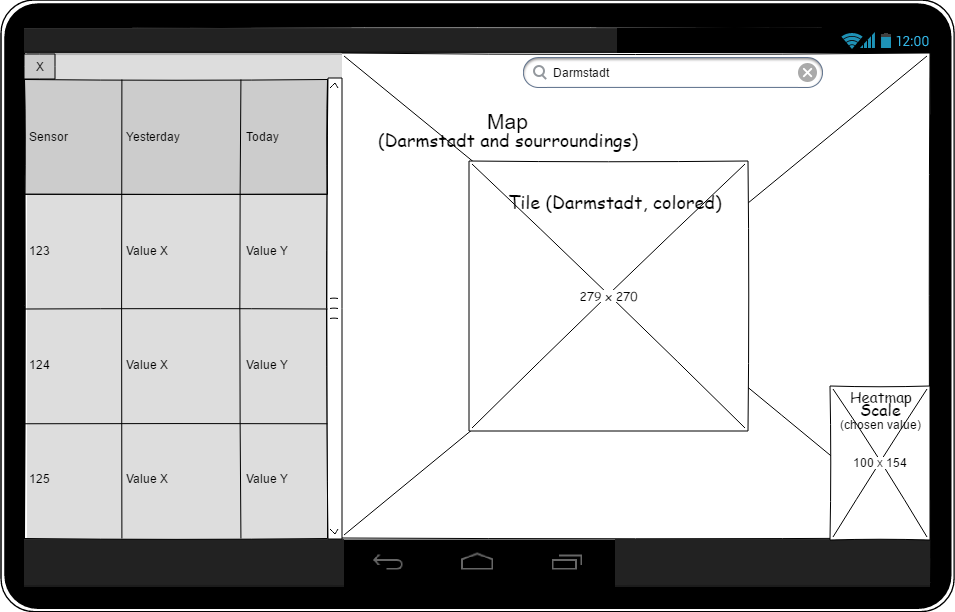 12:00
X
Darmstadt
Sensor Yesterday Today
123 Value X Value Y
124 Value X Value Y
125 Value X Value Y
Map
(Darmstadt and sourroundings)
Tile (Darmstadt, colored)
279 x 270
Heatmap
Scale
(chosen value)
100 x 154